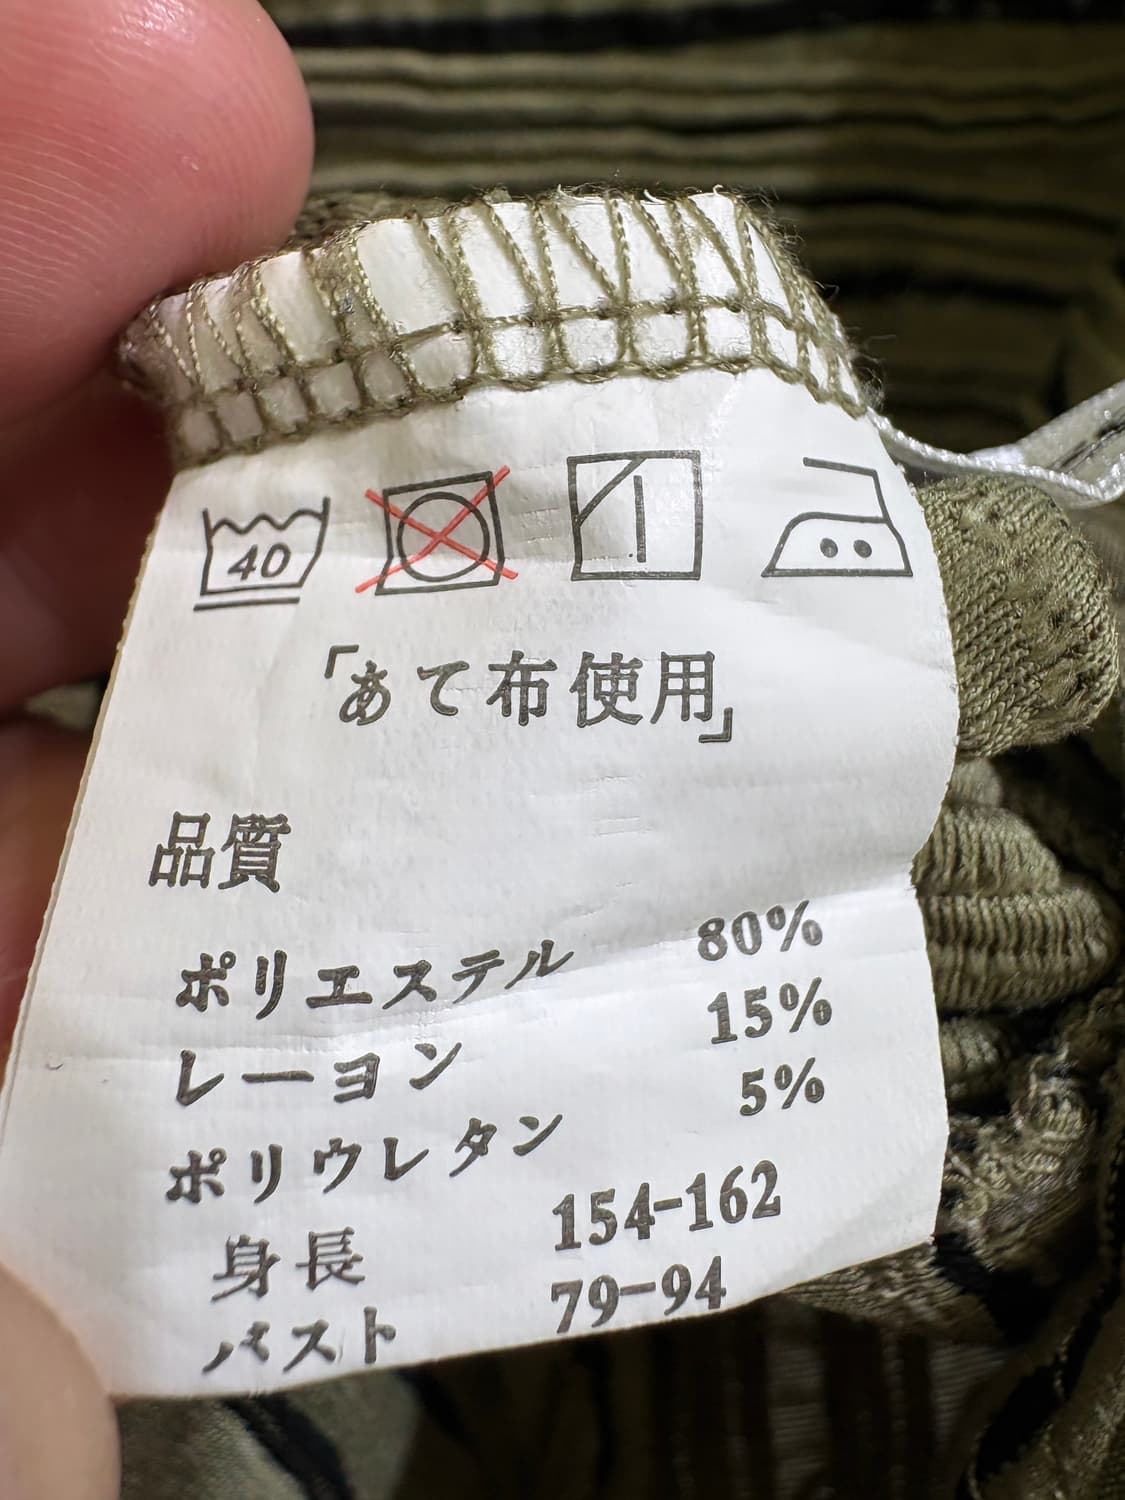 40
「あて布使用」
品質
ポリエステル 80%
レーヨン 15%
ポリウレタン 5%
身長 154-162
バスト 79-94